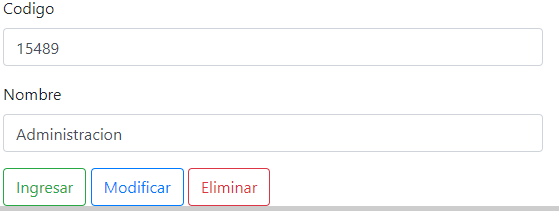 Codigo
15489
Nombre
Administracion
Ingresar Modificar Eliminar